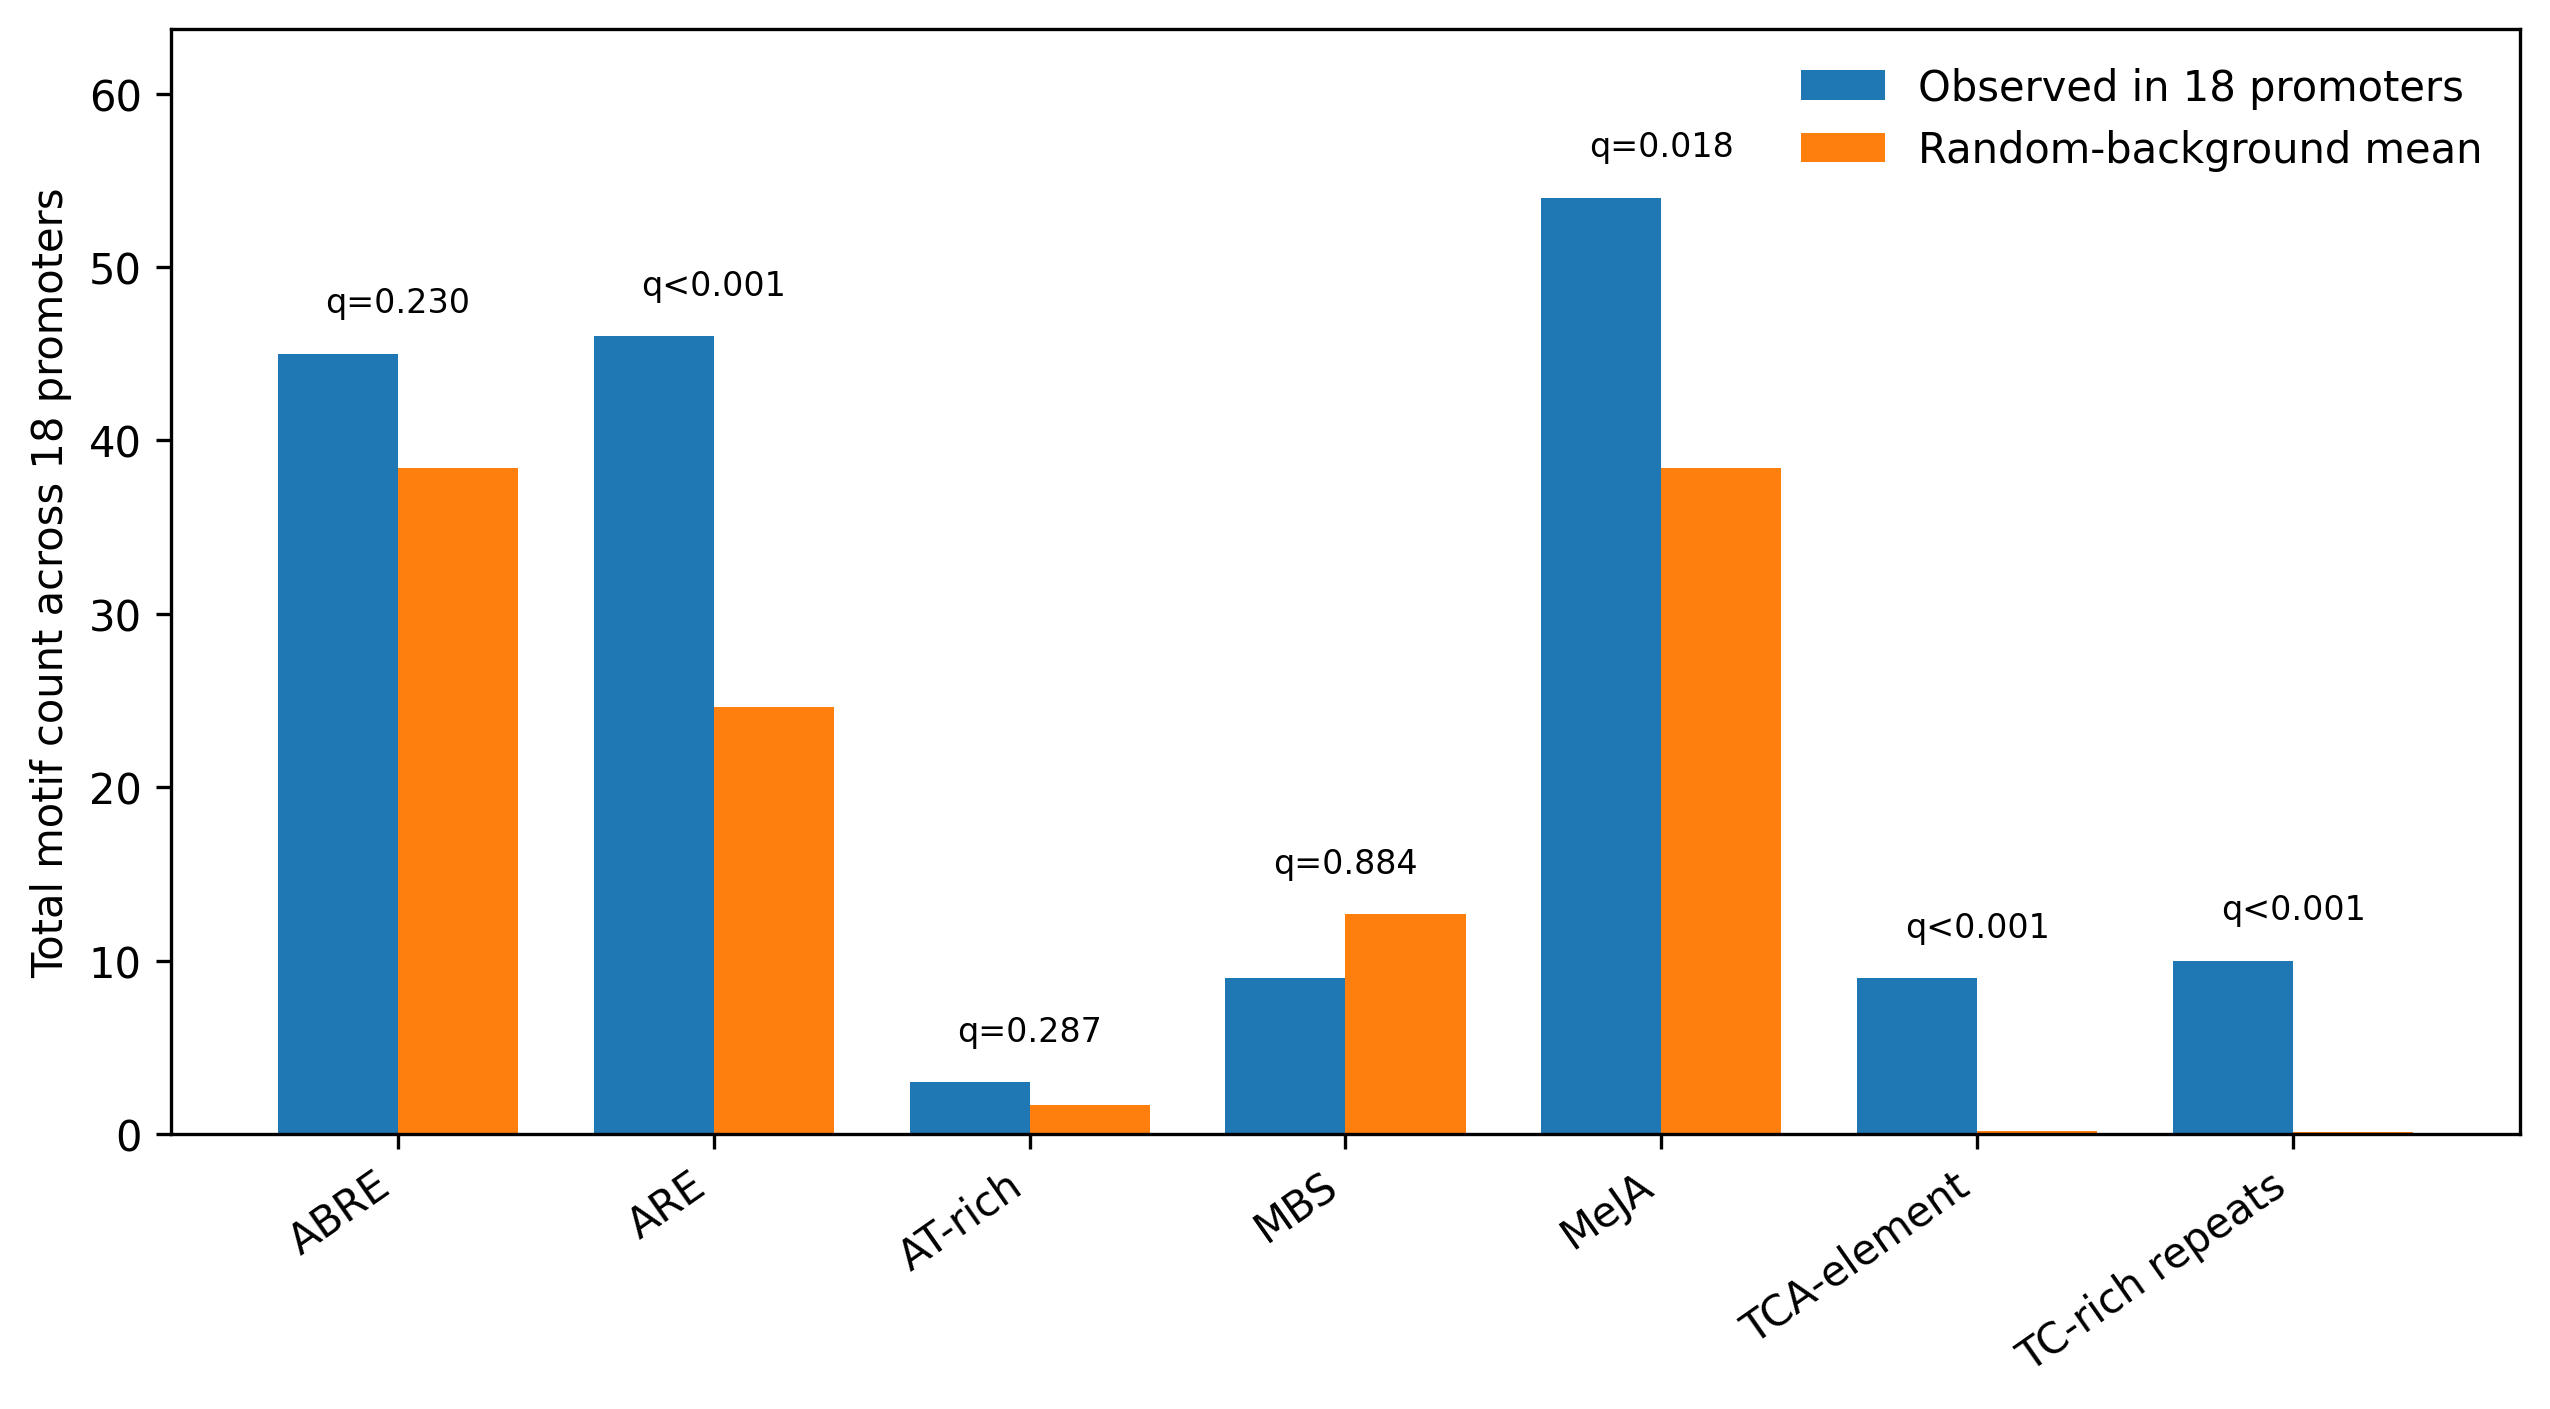 Total motif count across 18 promoters
60
50
40
30
20
10
0
Observed in 18 promoters
Random-background mean
q=0.230
q<0.001
q=0.287
q=0.884
q=0.018
q<0.001
q<0.001
ABRE
ARE
AT-rich
MBS
MeJA
TCA-element
TC-rich repeats